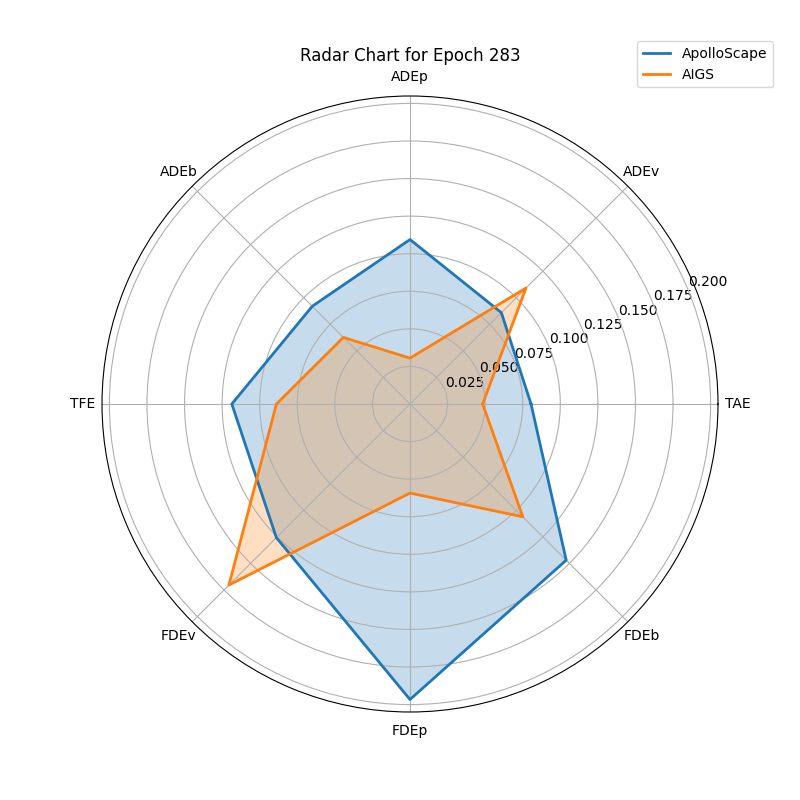 Radar Chart for Epoch 283
ApolloScape
AIGS
ADEp
ADEb
ADEv
0.200
0.175
0.150
0.125
0.100
0.075
0.050
0.025
TFE
TAE
FDEv
FDEb
FDEp